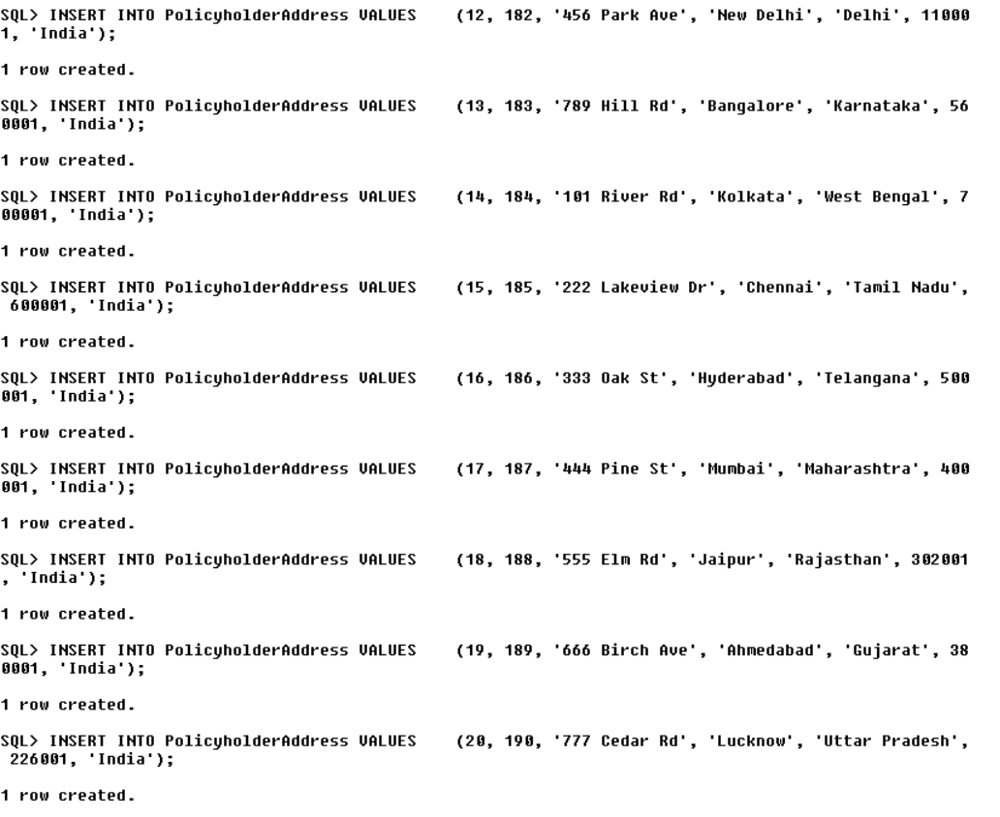 SQL> INSERT INTO PolicyholderAddress VALUES    (12, 182, '456 Park Ave', 'New Delhi', 'Delhi', 11000
1, 'India');
1 row created.
SQL> INSERT INTO PolicyholderAddress VALUES    (13, 183, '789 Hill Rd', 'Bangalore', 'Karnataka', 56
0001, 'India');
1 row created.
SQL> INSERT INTO PolicyholderAddress VALUES    (14, 184, '101 River Rd', 'Kolkata', 'West Bengal', 7
00001, 'India');
1 row created.
SQL> INSERT INTO PolicyholderAddress VALUES    (15, 185, '222 Lakeview Dr', 'Chennai', 'Tamil Nadu',
 600001, 'India');
1 row created.
SQL> INSERT INTO PolicyholderAddress VALUES    (16, 186, '333 Oak St', 'Hyderabad', 'Telangana', 500
001, 'India');
1 row created.
SQL> INSERT INTO PolicyholderAddress VALUES    (17, 187, '444 Pine St', 'Mumbai', 'Maharashtra', 400
001, 'India');
1 row created.
SQL> INSERT INTO PolicyholderAddress VALUES    (18, 188, '555 Elm Rd', 'Jaipur', 'Rajasthan', 302001
, 'India');
1 row created.
SQL> INSERT INTO PolicyholderAddress VALUES    (19, 189, '666 Birch Ave', 'Ahmedabad', 'Gujarat', 38
0001, 'India');
1 row created.
SQL> INSERT INTO PolicyholderAddress VALUES    (20, 190, '777 Cedar Rd', 'Lucknow', 'Uttar Pradesh',
 226001, 'India');
1 row created.